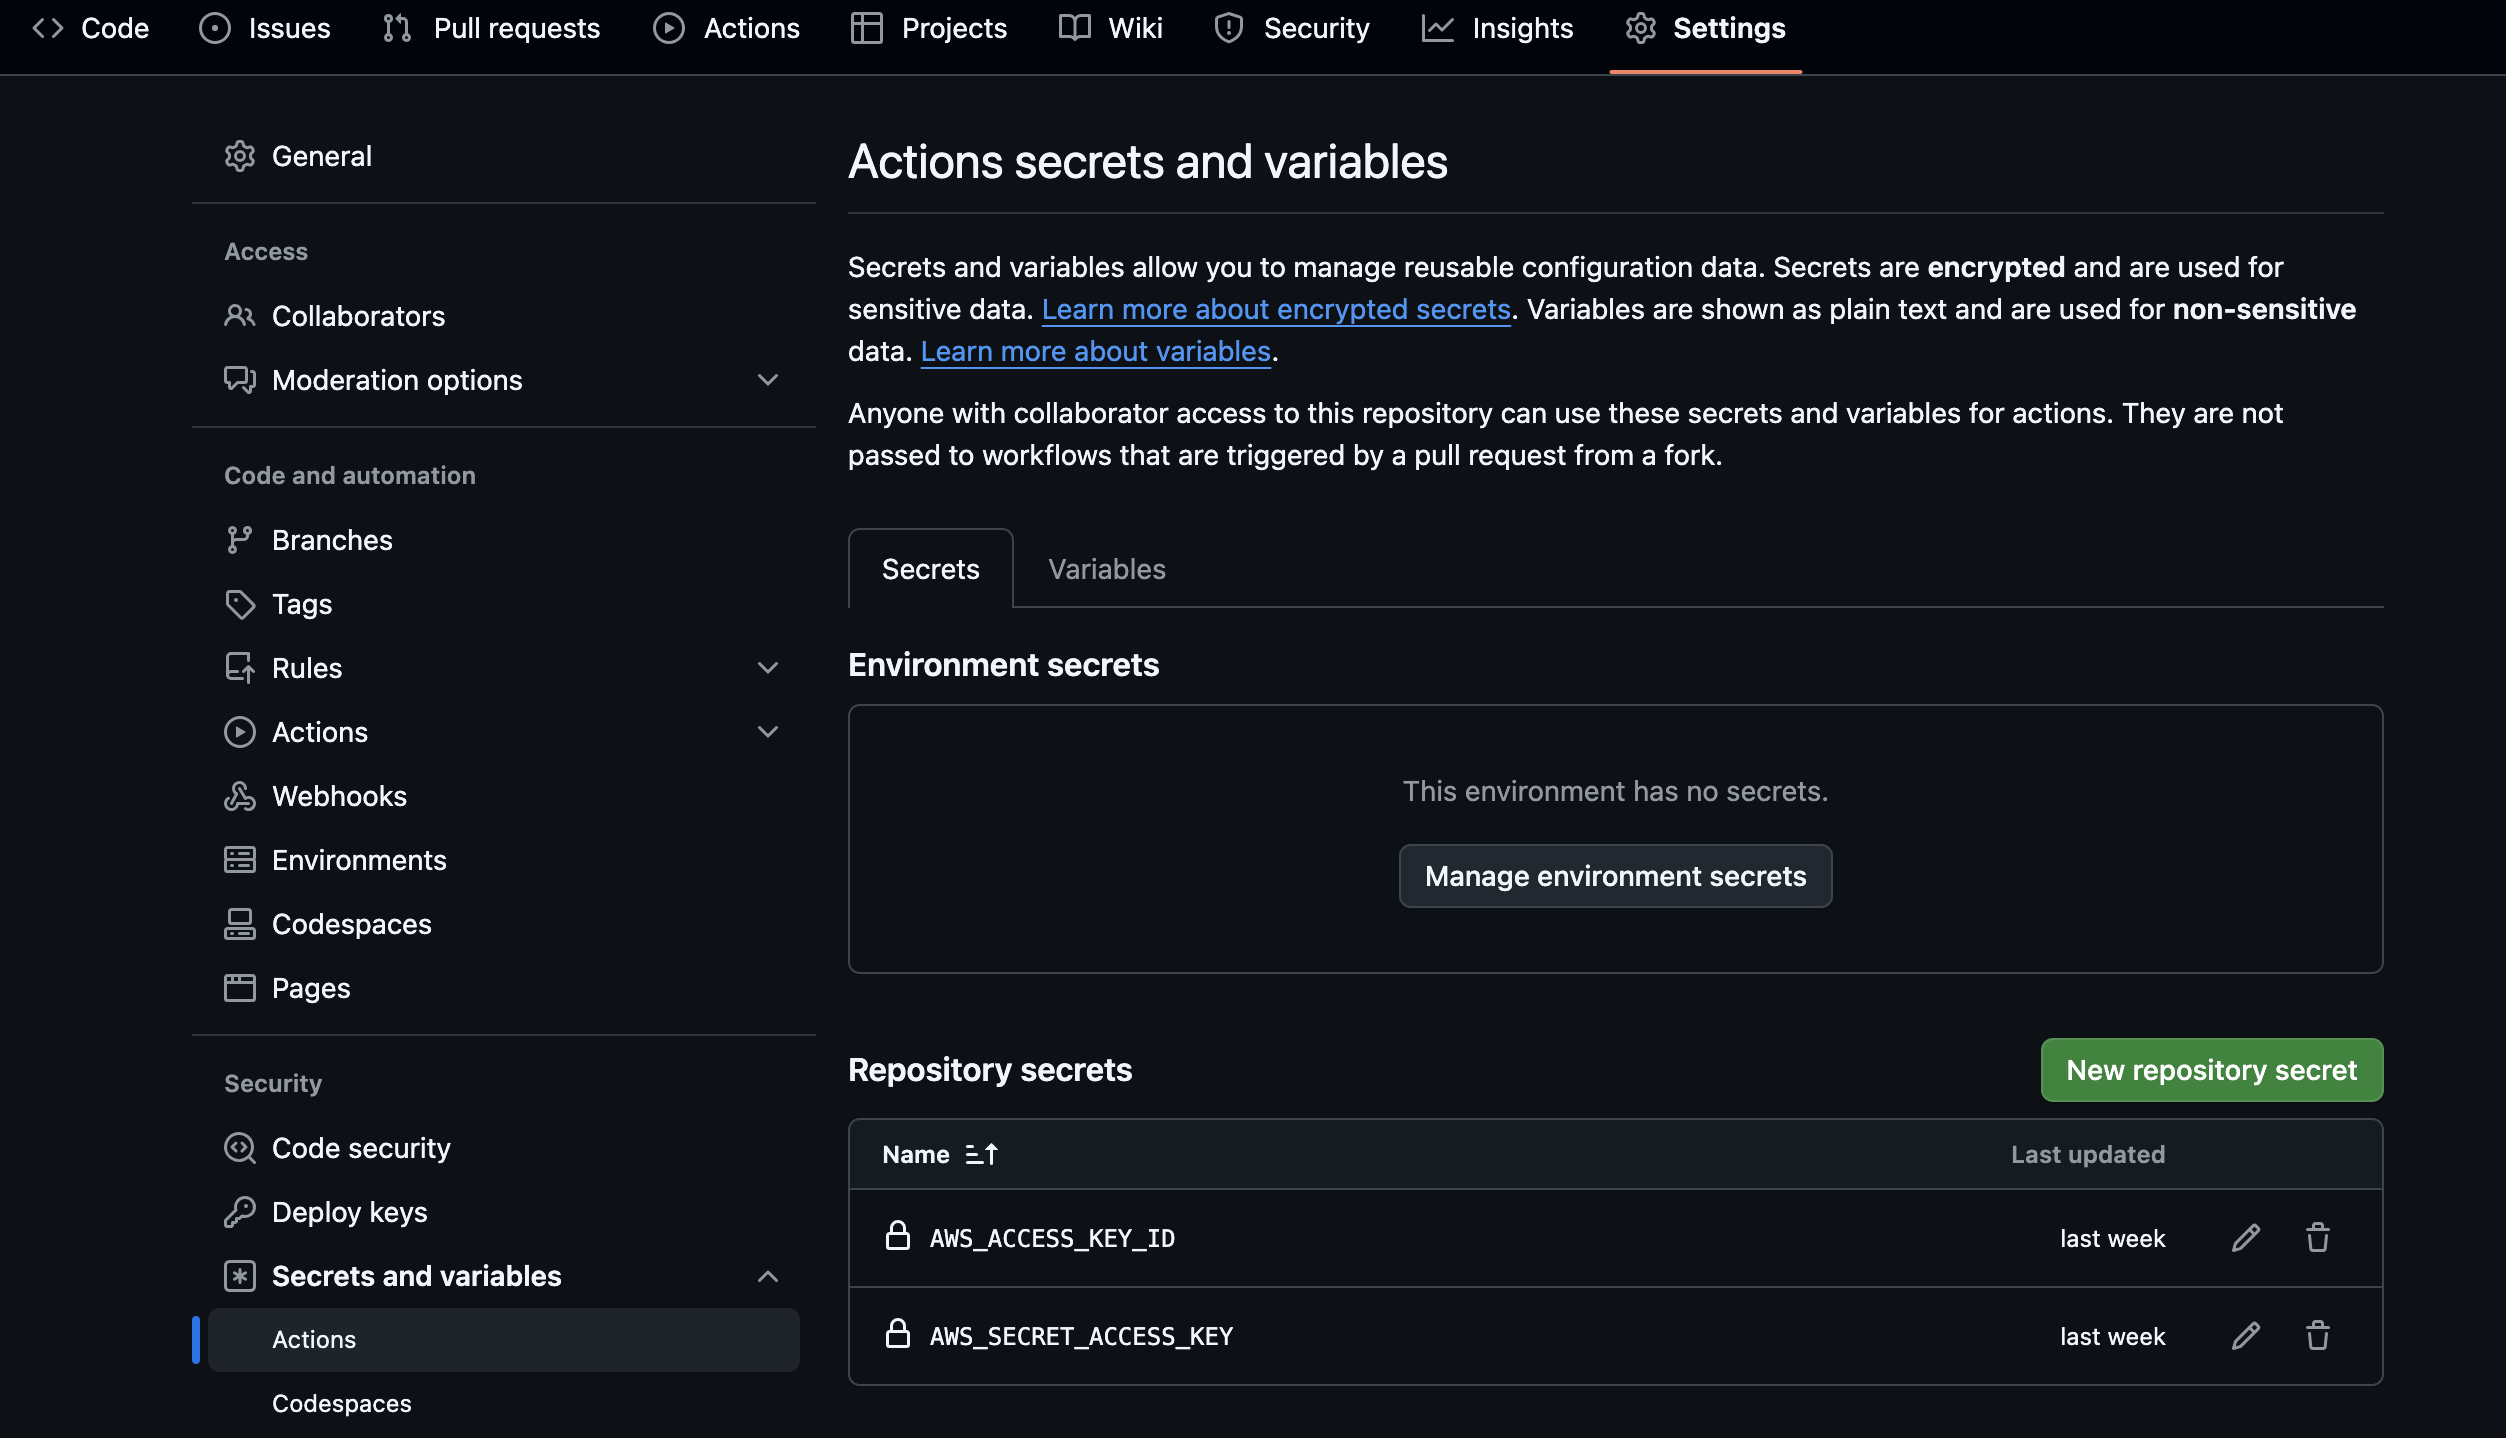 Code Issues Pull requests Actions Projects Wiki Security Insights Settings
General
Access
Collaborators
Moderation options
Code and automation
Branches
Tags
Rules
Actions
Webhooks
Environments
Codespaces
Pages
Security
Code security
Deploy keys
Secrets and variables
Actions
Codespaces
Actions secrets and variables
Secrets and variables allow you to manage reusable configuration data. Secrets are encrypted and are used for
sensitive data. Learn more about encrypted secrets. Variables are shown as plain text and are used for non-sensitive
data. Learn more about variables.
Anyone with collaborator access to this repository can use these secrets and variables for actions. They are not
passed to workflows that are triggered by a pull request from a fork.
Secrets Variables
Environment secrets
This environment has no secrets.
Manage environment secrets
Repository secrets New repository secret
Name Last updated
AWS_ACCESS_KEY_ID last week
AWS_SECRET_ACCESS_KEY last week